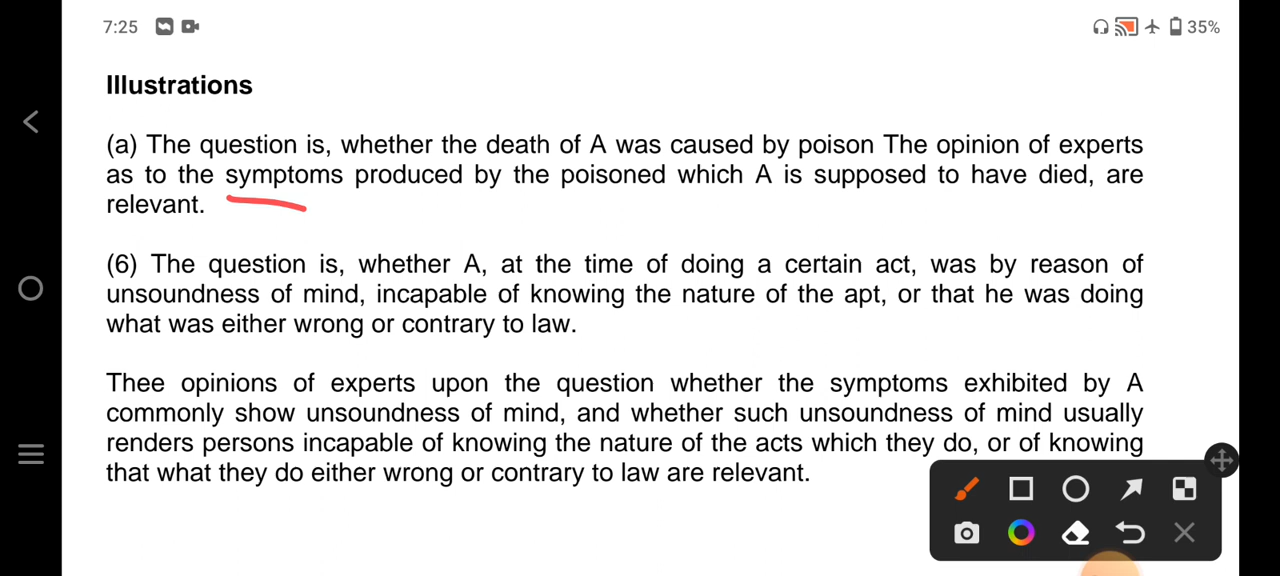 7:25
35%
Illustrations
(a) The question is, whether the death of A was caused by poison The opinion of experts
as to the symptoms produced by the poisoned which A is supposed to have died, are
relevant.
(6) The question is, whether A, at the time of doing a certain act, was by reason of
unsoundness of mind, incapable of knowing the nature of the apt, or that he was doing
what was either wrong or contrary to law.
Thee opinions of experts upon the question whether the symptoms exhibited by A
commonly show unsoundness of mind, and whether such unsoundness of mind usually
renders persons incapable of knowing the nature of the acts which they do, or of knowing
that what they do either wrong or contrary to law are relevant.